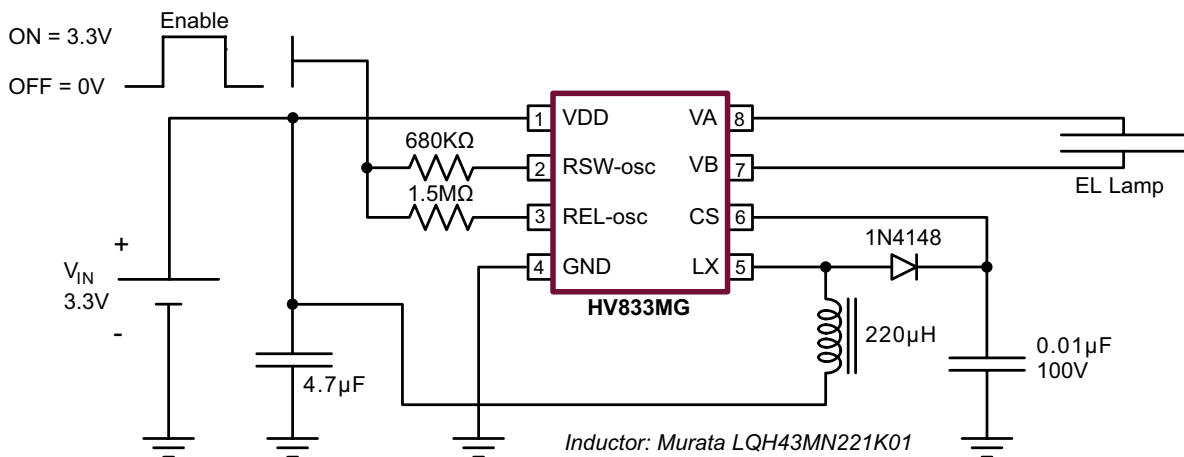 Enable
ON = 3.3V
OFF = 0V
1 VDD VA 8
680KΩ
2 RSW-osc VB 7
1.5MΩ
EL Lamp
3 REL-osc CS 6
1N4148
+
4 GND LX 5
VIN
3.3V
HV833MG
-
220µH
0.01µF
100V
4.7µF
Inductor: Murata LQH43MN221K01